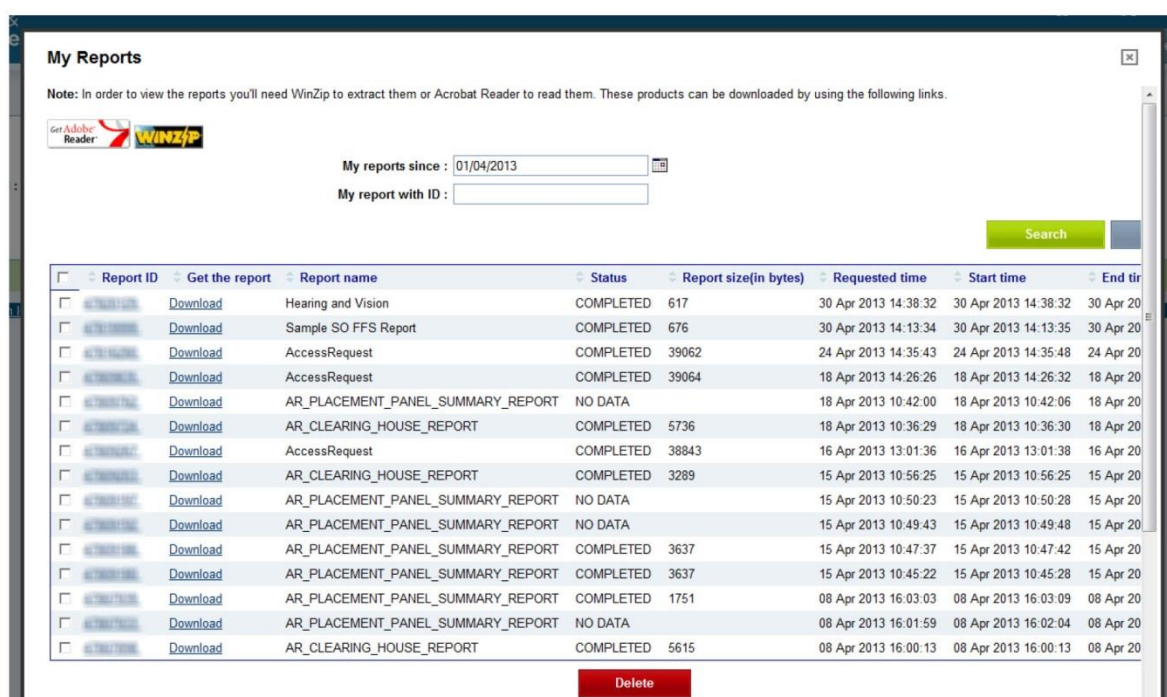 My Reports
Note: In order to view the reports you'll need WinZip to extract them or Acrobat Reader to read them. These products can be downloaded by using the following links.
Get Adobe Reader WINZIP
My reports since : 01/04/2013
My report with ID :
Search
Report ID Get the report Report name Status Report size(in bytes) Requested time Start time End tir
Download Hearing and Vision COMPLETED 617 30 Apr 2013 14:38:32 30 Apr 2013 14:38:32 30 Apr 20
Download Sample SO FFS Report COMPLETED 676 30 Apr 2013 14:13:34 30 Apr 2013 14:13:35 30 Apr 20
Download AccessRequest COMPLETED 39062 24 Apr 2013 14:35:43 24 Apr 2013 14:35:48 24 Apr 20
Download AccessRequest COMPLETED 39064 18 Apr 2013 14:26:26 18 Apr 2013 14:26:32 18 Apr 20
Download AR_PLACEMENT_PANEL_SUMMARY_REPORT NO DATA 18 Apr 2013 10:42:00 18 Apr 2013 10:42:06 18 Apr 20
Download AR_CLEARING_HOUSE_REPORT COMPLETED 5736 18 Apr 2013 10:36:29 18 Apr 2013 10:36:30 18 Apr 20
Download AccessRequest COMPLETED 38843 16 Apr 2013 13:01:36 16 Apr 2013 13:01:38 16 Apr 20
Download AR_CLEARING_HOUSE_REPORT COMPLETED 3289 15 Apr 2013 10:56:25 15 Apr 2013 10:56:25 15 Apr 20
Download AR_PLACEMENT_PANEL_SUMMARY_REPORT NO DATA 15 Apr 2013 10:50:23 15 Apr 2013 10:50:28 15 Apr 20
Download AR_PLACEMENT_PANEL_SUMMARY_REPORT NO DATA 15 Apr 2013 10:49:43 15 Apr 2013 10:49:48 15 Apr 20
Download AR_PLACEMENT_PANEL_SUMMARY_REPORT COMPLETED 3637 15 Apr 2013 10:47:37 15 Apr 2013 10:47:42 15 Apr 20
Download AR_PLACEMENT_PANEL_SUMMARY_REPORT COMPLETED 3637 15 Apr 2013 10:45:22 15 Apr 2013 10:45:28 15 Apr 20
Download AR_PLACEMENT_PANEL_SUMMARY_REPORT COMPLETED 1751 08 Apr 2013 16:03:03 08 Apr 2013 16:03:09 08 Apr 20
Download AR_PLACEMENT_PANEL_SUMMARY_REPORT NO DATA 08 Apr 2013 16:01:59 08 Apr 2013 16:02:04 08 Apr 20
Download AR_CLEARING_HOUSE_REPORT COMPLETED 5615 08 Apr 2013 16:00:13 08 Apr 2013 16:00:13 08 Apr 20
Delete